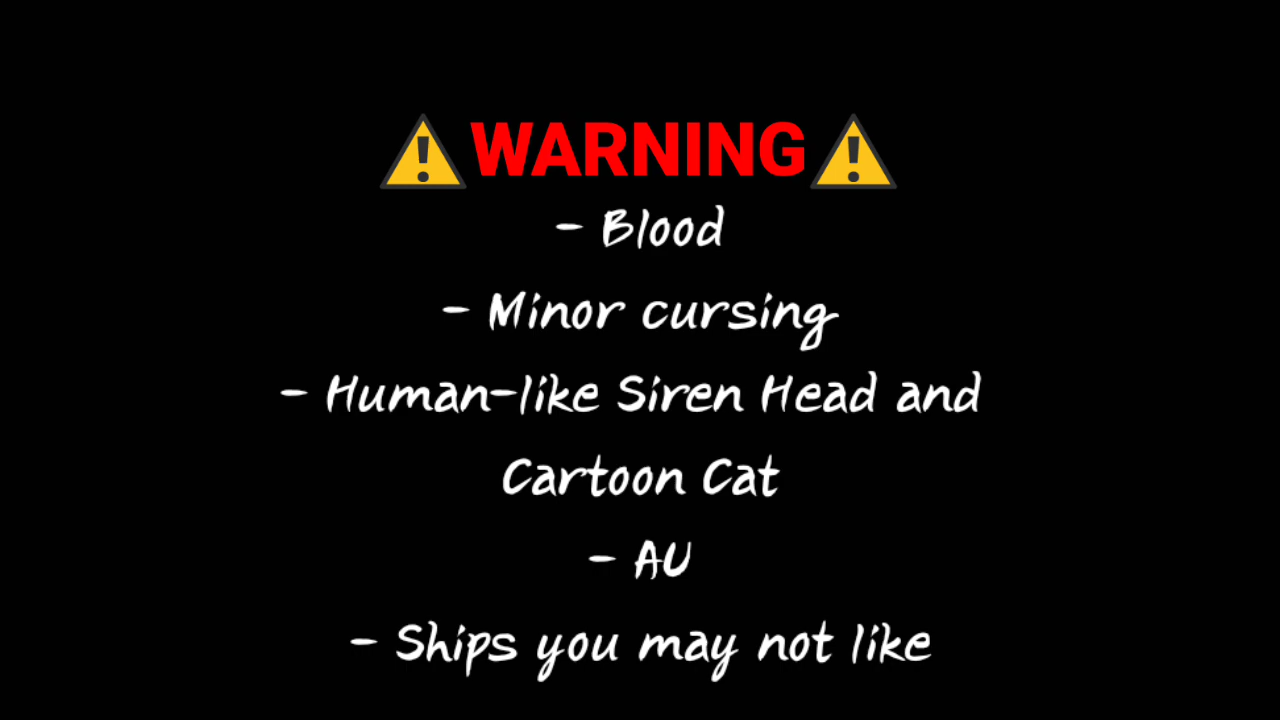 ⚠WARNING⚠
- Blood
- Minor cursing
- Human-like Siren Head and
Cartoon Cat
- AU
- Ships you may not like